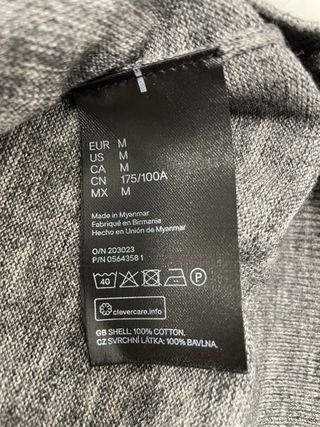 EUR M
US M
CA M
CN 175/100A
MX M
Made in Myanmar
Fabriqué en Birmanie
Hecho en Unión de Myanmar
O/N 203023
P/N 0564358 1
40 P
clevercare.info
GB SHELL: 100% COTTON.
CZ SVRCHNÍ LÁTKA: 100% BAVLNA.